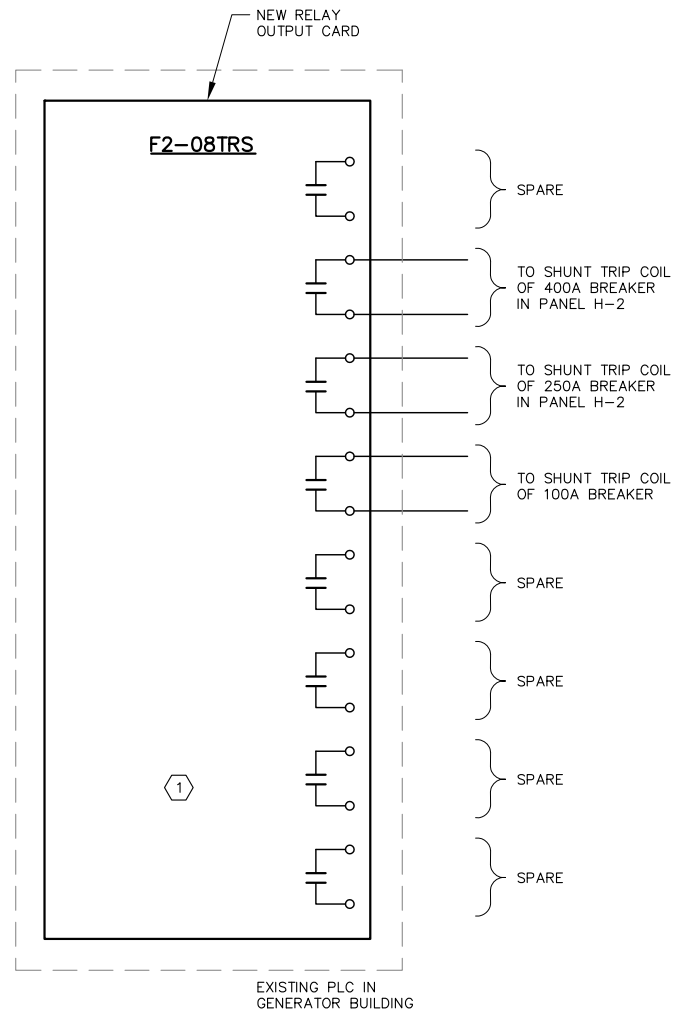 NEW RELAY
OUTPUT CARD
F2-08TRS
SPARE
TO SHUNT TRIP COIL
OF 400A BREAKER
IN PANEL H-2
TO SHUNT TRIP COIL
OF 250A BREAKER
IN PANEL H-2
TO SHUNT TRIP COIL
OF 100A BREAKER
SPARE
SPARE
1
SPARE
SPARE
EXISTING PLC IN
GENERATOR BUILDING